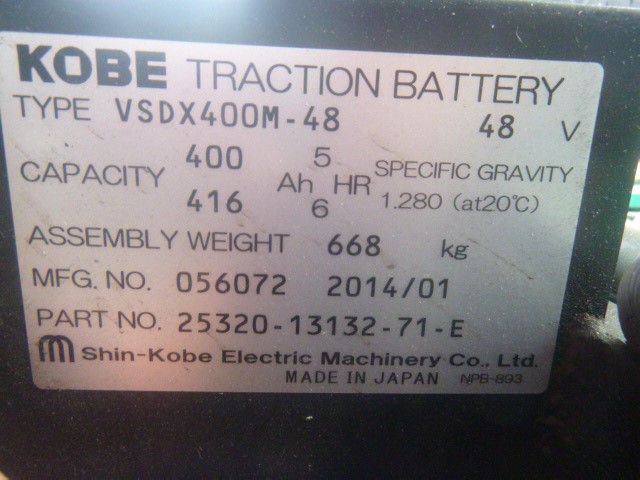 KOBE TRACTION BATTERY
TYPE VSDX400M-48 48 V
400 5
CAPACITY Ah HR SPECIFIC GRAVITY
416 6 1.280 (at20℃)
ASSEMBLY WEIGHT 668 kg
MFG. NO. 056072 2014/01
PART NO. 25320-13132-71-E
Shin-Kobe Electric Machinery Co., Ltd.
MADE IN JAPAN NPB-893